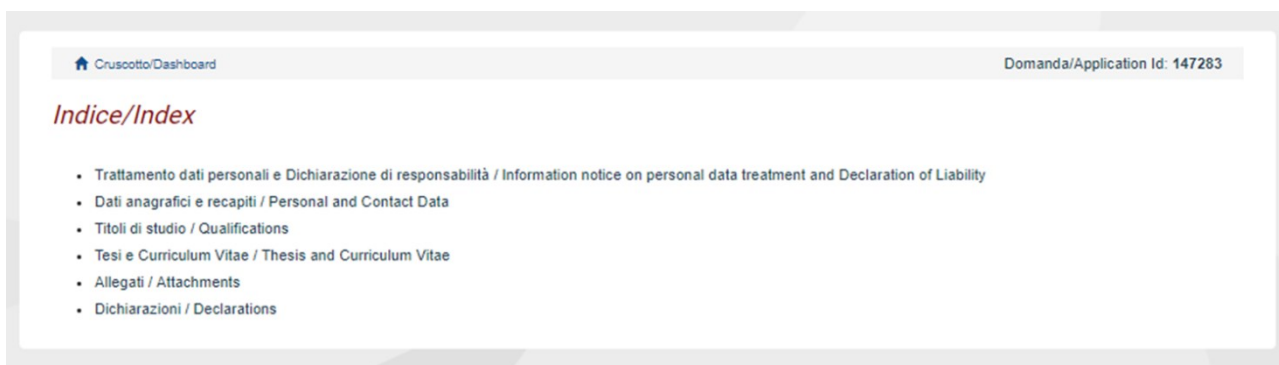 Cruscotto/Dashboard
Domanda/Application Id: 147283
Indice/Index
Trattamento dati personali e Dichiarazione di responsabilità / Information notice on personal data treatment and Declaration of Liability
Dati anagrafici e recapiti / Personal and Contact Data
Titoli di studio / Qualifications
Tesi e Curriculum Vitae / Thesis and Curriculum Vitae
Allegati / Attachments
Dichiarazioni / Declarations